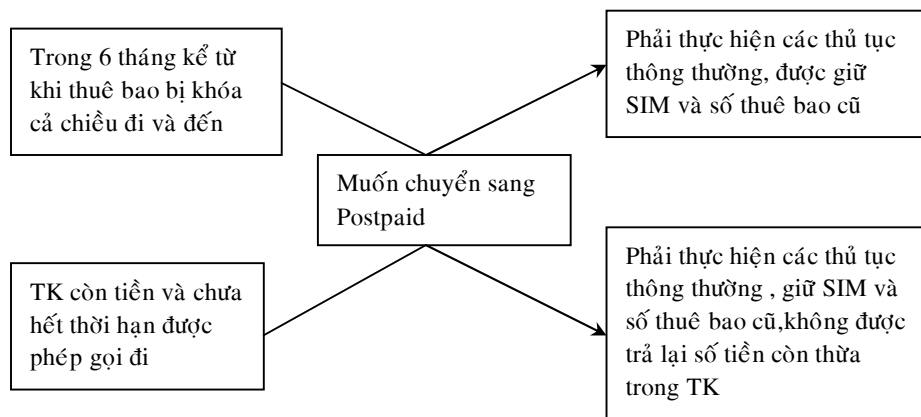 Trong 6 tháng kể từ
khi thuê bao bị khóa
cả chiều đi và đến
Phải thực hiện các thủ tục
thông thường, được giữ
SIM và số thuê bao cũ
Muốn chuyển sang
Postpaid
TK còn tiền và chưa
hết thời hạn được
phép gọi đi
Phải thực hiện các thủ tục
thông thường , giữ SIM và
số thuê bao cũ,không được
trả lại số tiền còn thừa
trong TK